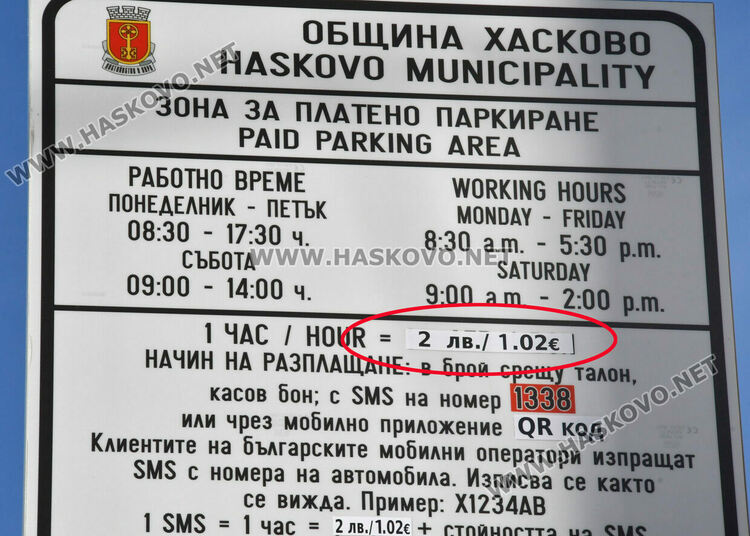 ОБЩИНА ХАСКОВО
HASKOVO MUNICIPALITY
ЗОНА ЗА ПЛАТЕНО ПАРКИРАНЕ
PAID PARKING AREA
РАБОТНО ВРЕМЕ
ПОНЕДЕЛНИК - ПЕТЪК
08:30 - 17:30 ч.
СЪБОТА
09:00 - 14:00 ч.
WORKING HOURS
MONDAY - FRIDAY
8:30 a.m. - 5:30 p.m.
SATURDAY
9:00 a.m. - 2:00 p.m.
1 ЧАС / HOUR = 2 лв./1.02€
НАЧИН НА РАЗПЛАЩАНЕ: в брой срещу талон,
касов бон; с SMS на номер 1338
или чрез мобилно приложение QR код
Клиентите на българските мобилни оператори изпращат
SMS с номера на автомобила. Изписва се както
се вижда. Пример: X1234AB
1 SMS = 1 час = 2 лв./1.02€ + стойността на SMS
WWW.HASKOVO.NET
WWW.HASKOVO.NET
WWW.HASKOVO.NET